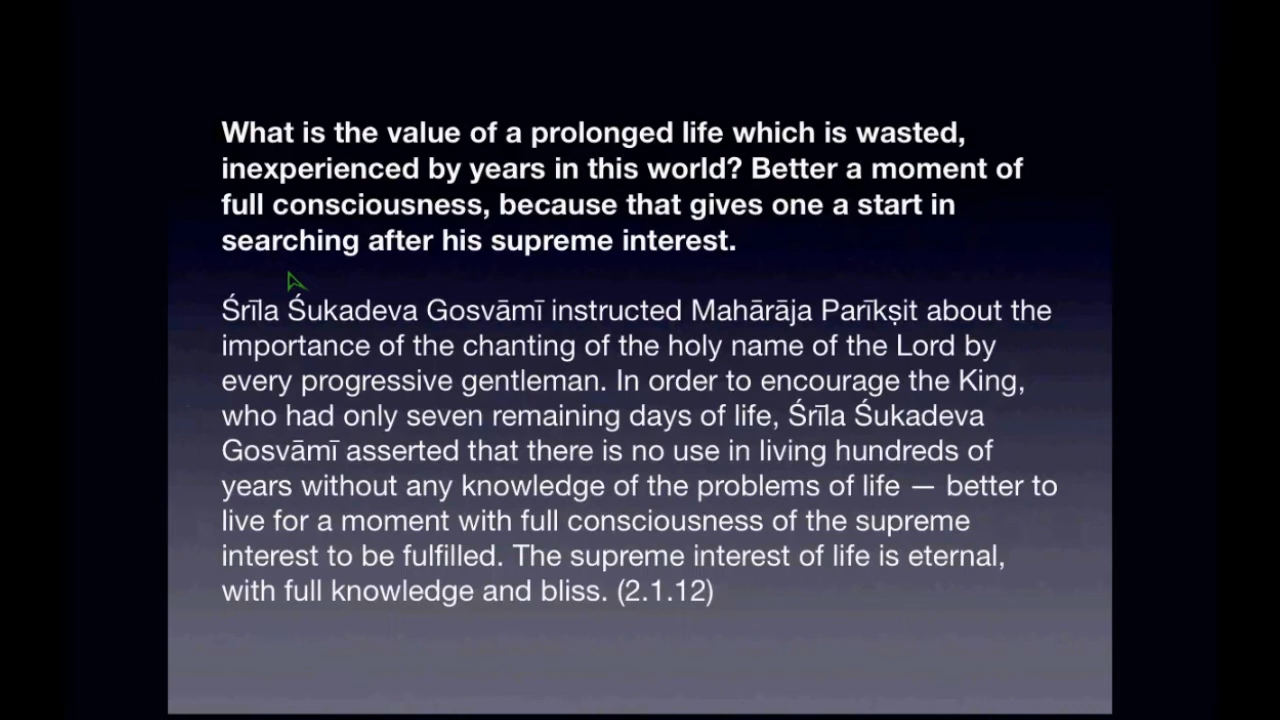 What is the value of a prolonged life which is wasted,
inexperienced by years in this world? Better a moment of
full consciousness, because that gives one a start in
searching after his supreme interest.
Śrīla Śukadeva Gosvāmī instructed Mahārāja Parīkṣit about the
importance of the chanting of the holy name of the Lord by
every progressive gentleman. In order to encourage the King,
who had only seven remaining days of life, Śrīla Śukadeva
Gosvāmī asserted that there is no use in living hundreds of
years without any knowledge of the problems of life — better to
live for a moment with full consciousness of the supreme
interest to be fulfilled. The supreme interest of life is eternal,
with full knowledge and bliss. (2.1.12)